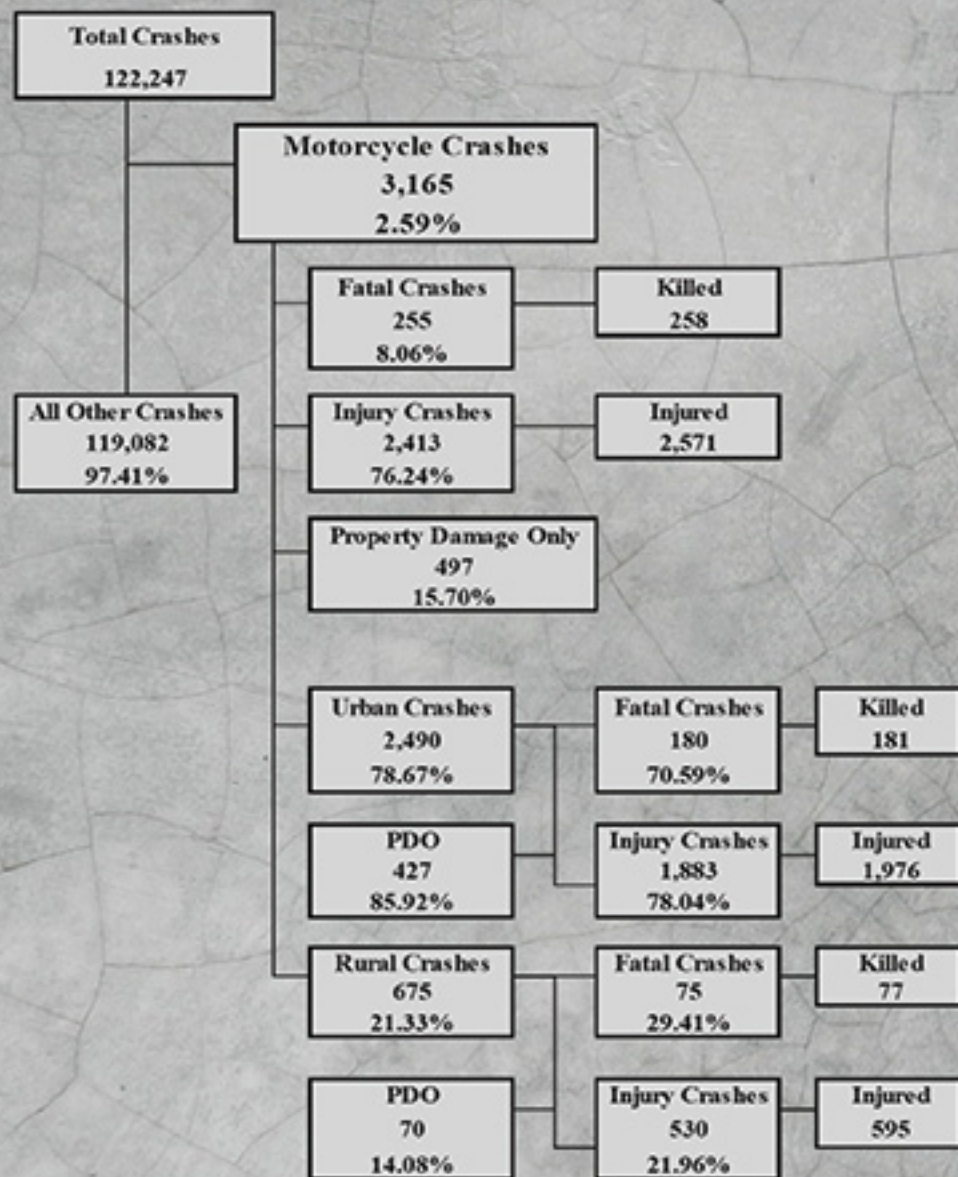 Total Crashes
122,247
Motorcycle Crashes
3,165
2.59%
Fatal Crashes
255
8.06%
Killed
258
All Other Crashes
119,082
97.41%
Injury Crashes
2,413
76.24%
Injured
2,571
Property Damage Only
497
15.70%
Urban Crashes
2,490
78.67%
Fatal Crashes
180
70.59%
Killed
181
PDO
427
85.92%
Injury Crashes
1,883
78.04%
Injured
1,976
Rural Crashes
675
21.33%
Fatal Crashes
75
29.41%
Killed
77
PDO
70
14.08%
Injury Crashes
530
21.96%
Injured
595